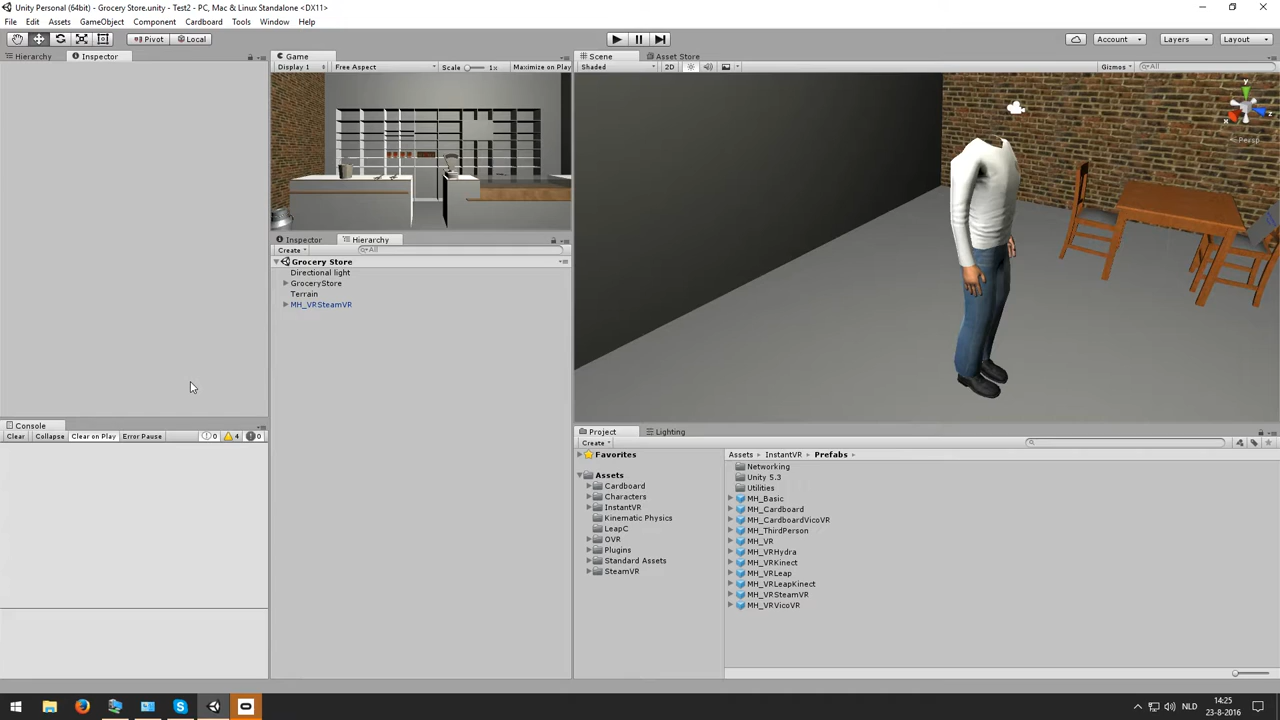 Unity Personal (64bit) - Grocery Store.unity - Test2 - PC, Mac & Linux Standalone <DX11>
File Edit Assets GameObject Component Cardboard Tools Window Help
Pivot Local Account Layers Layout
Hierarchy Inspector Game Scene Asset Store
Display 1 Free Aspect Scale 1x Maximize on Play Shaded 2D Gizmos All
y
x z
Persp
Inspector Hierarchy
Create All
Grocery Store
Directional light
GroceryStore
Terrain
MH_VRSteamVR
Console
Clear Collapse Clear on Play Error Pause 0 4 0
Project Lighting
Create
Favorites
Assets
Cardboard
Characters
InstantVR
Kinematic Physics
LeapC
OVR
Plugins
Standard Assets
SteamVR
Assets InstantVR Prefabs
Networking
Unity 5.3
Utilities
MH_Basic
MH_Cardboard
MH_CardboardVicoVR
MH_ThirdPerson
MH_VR
MH_VRHydra
MH_VRKinect
MH_VRLeap
MH_VRLeapKinect
MH_VRSteamVR
MH_VRVicoVR
NLD
14:25
23-8-2016